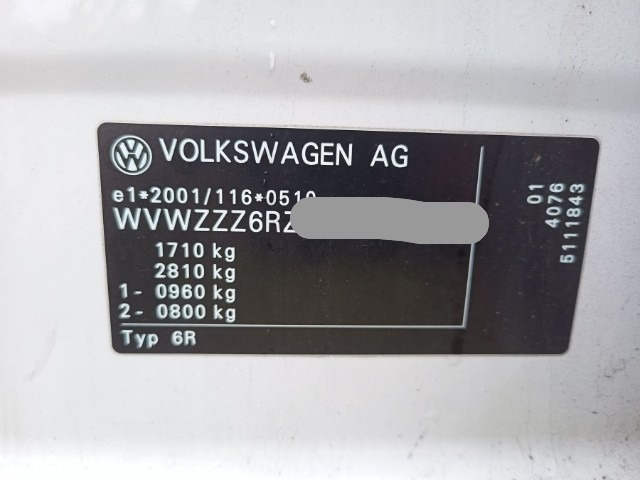 VOLKSWAGEN AG
e1*2001/116*0510
WVWZZZ6RZ
1710 kg
2810 kg
1- 0960 kg
2- 0800 kg
Typ 6R
01
4076
5111843